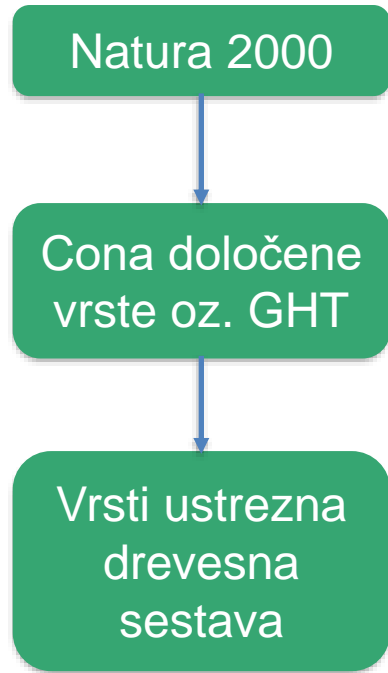 Natura 2000
Cona določene
vrste oz. GHT
Vrsti ustrezna
drevesna
sestava